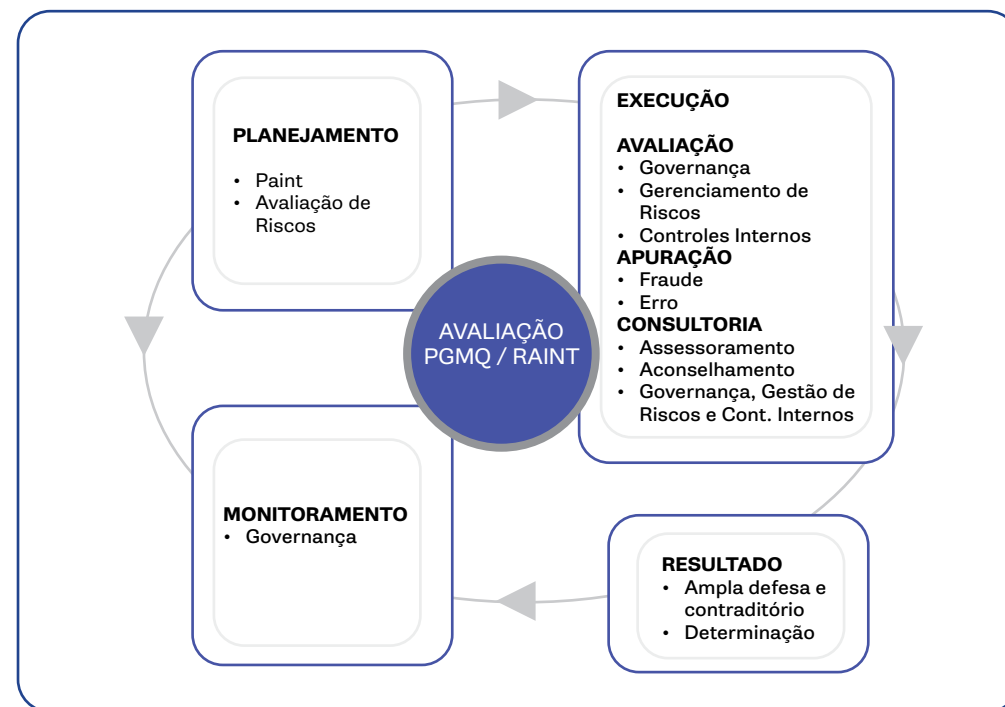 PLANEJAMENTO
• Paint
• Avaliação de
Riscos
EXECUÇÃO
AVALIAÇÃO
• Governança
• Gerenciamento de
Riscos
• Controles Internos
APURAÇÃO
• Fraude
• Erro
CONSULTORIA
• Assessoramento
• Aconselhamento
• Governança, Gestão de
Riscos e Cont. Internos
AVALIAÇÃO
PGMQ / RAINT
MONITORAMENTO
• Governança
RESULTADO
• Ampla defesa e
contraditório
• Determinação